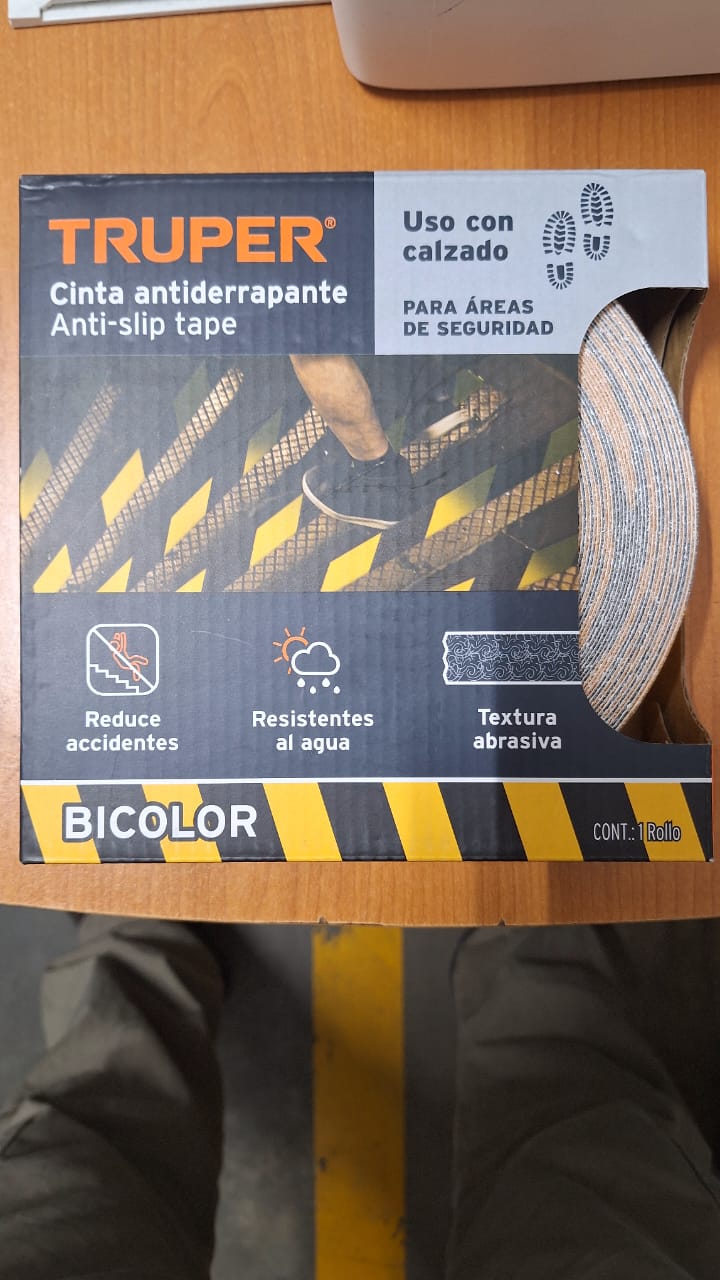 TRUPER®
Cinta antiderrapante
Anti-slip tape
Uso con
calzado
PARA ÁREAS
DE SEGURIDAD
Reduce
accidentes
Resistentes
al agua
Textura
abrasiva
BICOLOR
CONT.: 1 Rollo